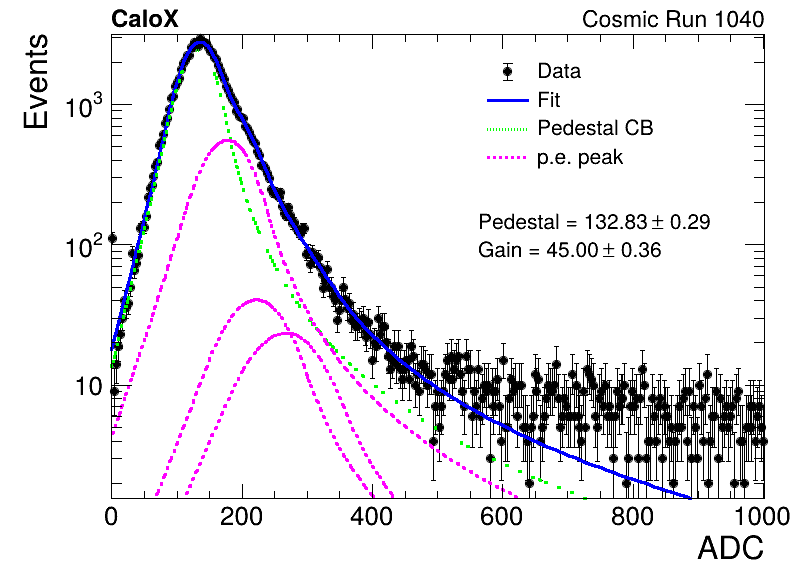 CaloX Cosmic Run 1040
Events
Data
Fit
Pedestal CB
p.e. peak
Pedestal = 132.83 ± 0.29
Gain = 45.00 ± 0.36
10³
10²
10
0 200 400 600 800 1000
ADC